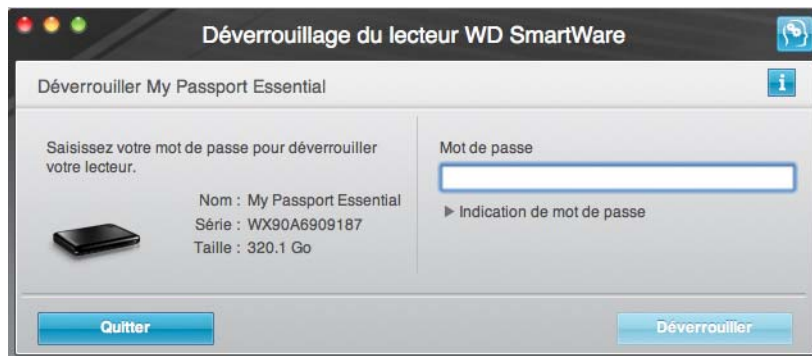 Déverrouillage du lecteur WD SmartWare
Déverrouiller My Passport Essential
i
Saisissez votre mot de passe pour déverrouiller
votre lecteur.
Nom : My Passport Essential
Série : WX90A6909187
Taille : 320.1 Go
Mot de passe
Indication de mot de passe
Quitter
Déverrouiller